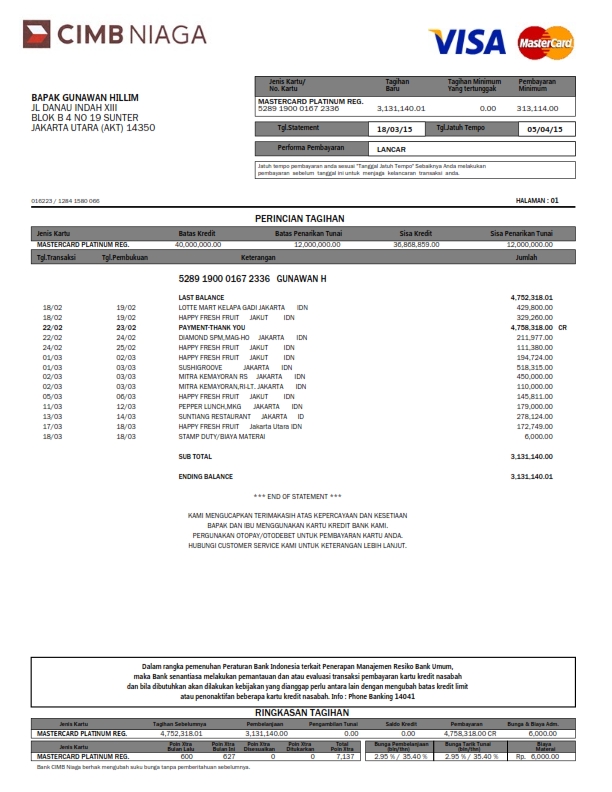 CIMB NIAGA
VISA MasterCard
Jenis Kartu/ No. Kartu Tagihan Baru Tagihan Minimum Yang tertunggak Pembayaran Minimum
MASTERCARD PLATINUM REG.
5289 1900 0167 2336 3,131,140.01 0.00 313,114.00
BAPAK GUNAWAN HILLIM
JL DANAU INDAH XIII
BLOK B 4 NO 19 SUNTER
JAKARTA UTARA (AKT) 14350
Tgl.Statement 18/03/15 Tgl.Jatuh Tempo 05/04/15
Performa Pembayaran LANCAR
Jatuh tempo pembayaran anda sesuai "Tanggal Jatuh Tempo" Sebaiknya Anda melakukan
pembayaran sebelum tanggal ini untuk menjaga kelancaran transaksi anda.
016223 / 1284 1580 066 HALAMAN : 01
PERINCIAN TAGIHAN
Jenis Kartu Batas Kredit Batas Penarikan Tunai Sisa Kredit Sisa Penarikan Tunai
MASTERCARD PLATINUM REG. 40,000,000.00 12,000,000.00 36,868,859.00 12,000,000.00
Tgl.Transaksi Tgl.Pembukuan Keterangan Jumlah
5289 1900 0167 2336 GUNAWAN H
LAST BALANCE 4,752,318.01
18/02 19/02 LOTTE MART KELAPA GADI JAKARTA IDN 429,800.00
18/02 19/02 HAPPY FRESH FRUIT JAKUT IDN 329,260.00
22/02 23/02 PAYMENT-THANK YOU 4,758,318.00 CR
22/02 24/02 DIAMOND SPM,MAG-HO JAKARTA IDN 211,977.00
24/02 25/02 HAPPY FRESH FRUIT JAKUT IDN 111,380.00
01/03 02/03 HAPPY FRESH FRUIT JAKUT IDN 194,724.00
01/03 03/03 SUSHIGROOVE JAKARTA IDN 518,315.00
02/03 03/03 MITRA KEMAYORAN RS JAKARTA IDN 450,000.00
02/03 03/03 MITRA KEMAYORAN,RI-LT. JAKARTA IDN 110,000.00
05/03 06/03 HAPPY FRESH FRUIT JAKUT IDN 145,811.00
11/03 12/03 PEPPER LUNCH,MKG JAKARTA IDN 179,000.00
13/03 14/03 SUNTIANG RESTAURANT JAKARTA ID 278,124.00
17/03 18/03 HAPPY FRESH FRUIT Jakarta Utara IDN 172,749.00
18/03 18/03 STAMP DUTY/BIAYA MATERAI 6,000.00
SUB TOTAL 3,131,140.00
ENDING BALANCE 3,131,140.01
*** END OF STATEMENT ***
KAMI MENGUCAPKAN TERIMAKASIH ATAS KEPERCAYAAN DAN KESETIAAN
BAPAK DAN IBU MENGGUNAKAN KARTU KREDIT BANK KAMI.
PERGUNAKAN OTOPAY/OTODEBET UNTUK PEMBAYARAN KARTU ANDA.
HUBUNGI CUSTOMER SERVICE KAMI UNTUK KETERANGAN LEBIH LANJUT.
Dalam rangka pemenuhan Peraturan Bank Indonesia terkait Penerapan Manajemen Resiko Bank Umum,
maka Bank senantiasa melakukan pemantauan dan atau evaluasi transaksi pembayaran kartu kredit nasabah
dan bila dibutuhkan akan dilakukan kebijakan yang dianggap perlu antara lain dengan mengubah batas kredit limit
atau penonaktifan beberapa kartu kredit nasabah. Info : Phone Banking 14041
RINGKASAN TAGIHAN
Jenis Kartu Tagihan Sebelumnya Pembelanjaan Pengambilan Tunai Saldo Kredit Pembayaran Bunga & Biaya Adm.
MASTERCARD PLATINUM REG. 4,752,318.01 3,131,140.00 0.00 0.00 4,758,318.00 CR 6,000.00
Jenis Kartu Poin Xtra Bulan Lalu Poin Xtra Bulan Ini Poin Xtra Disesuaikan Poin Xtra Ditukarkan Total Poin Xtra Bunga Pembelanjaan (bln/thn) Bunga Tarik Tunai (bln/thn) Biaya Materai
MASTERCARD PLATINUM REG. 600 627 0 0 7,137 2.95 % / 35.40 % 2.95 % / 35.40 % Rp. 6,000.00
Bank CIMB Niaga berhak mengubah suku bunga tanpa pemberitahuan sebelumnya.